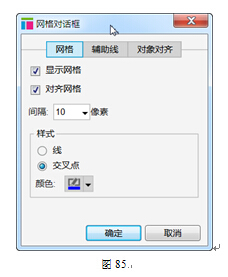 网格对话框
网格 辅助线 对象对齐
显示网格
对齐网格
间隔: 10 像素
样式
线
交叉点
颜色:
确定 取消
图 85.